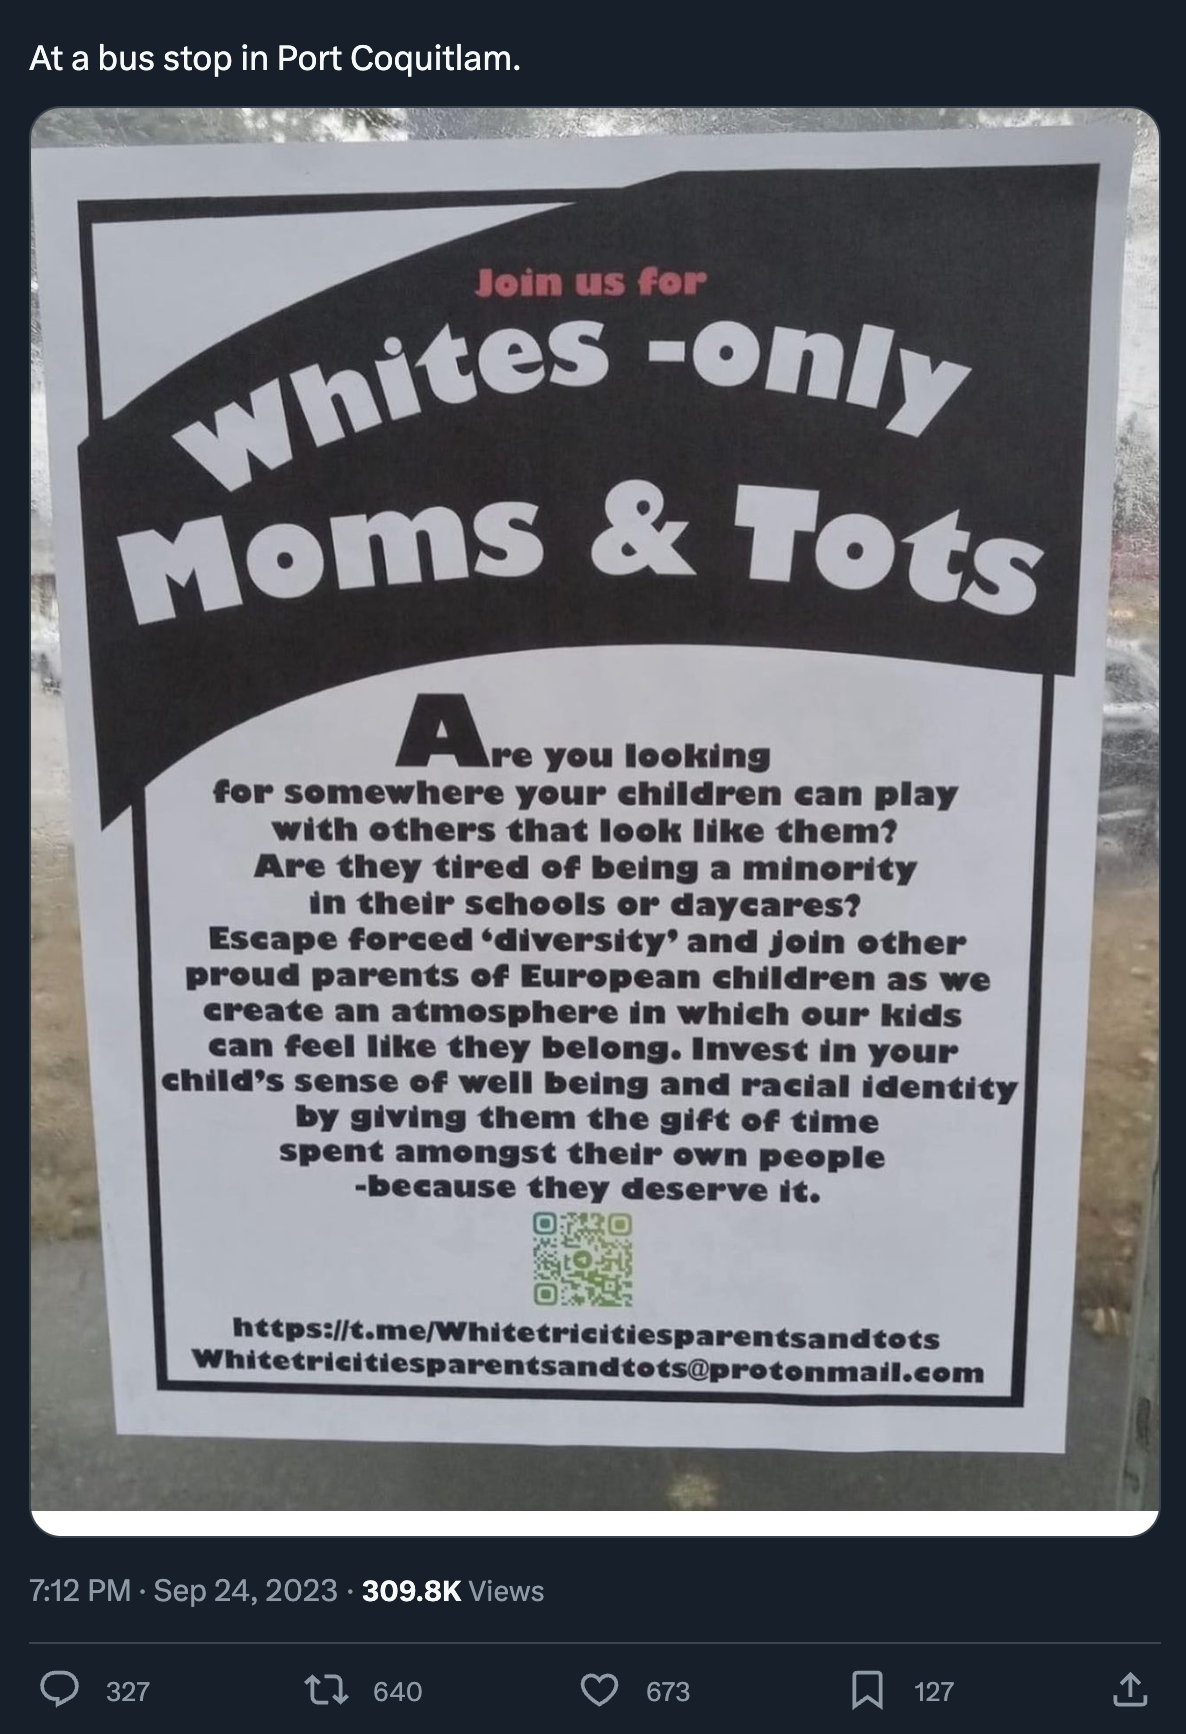 At a bus stop in Port Coquitlam.
Join us for
Whites -only
Moms & Tots
Are you looking
for somewhere your children can play
with others that look like them?
Are they tired of being a minority
in their schools or daycares?
Escape forced ‘diversity’ and join other
proud parents of European children as we
create an atmosphere in which our kids
can feel like they belong. Invest in your
child’s sense of well being and racial identity
by giving them the gift of time
spent amongst their own people
-because they deserve it.
https://t.me/Whitetricitiesparentsandtots
Whitetricitiesparentsandtots@protonmail.com
7:12 PM · Sep 24, 2023 · 309.8K Views
327 640 673 127